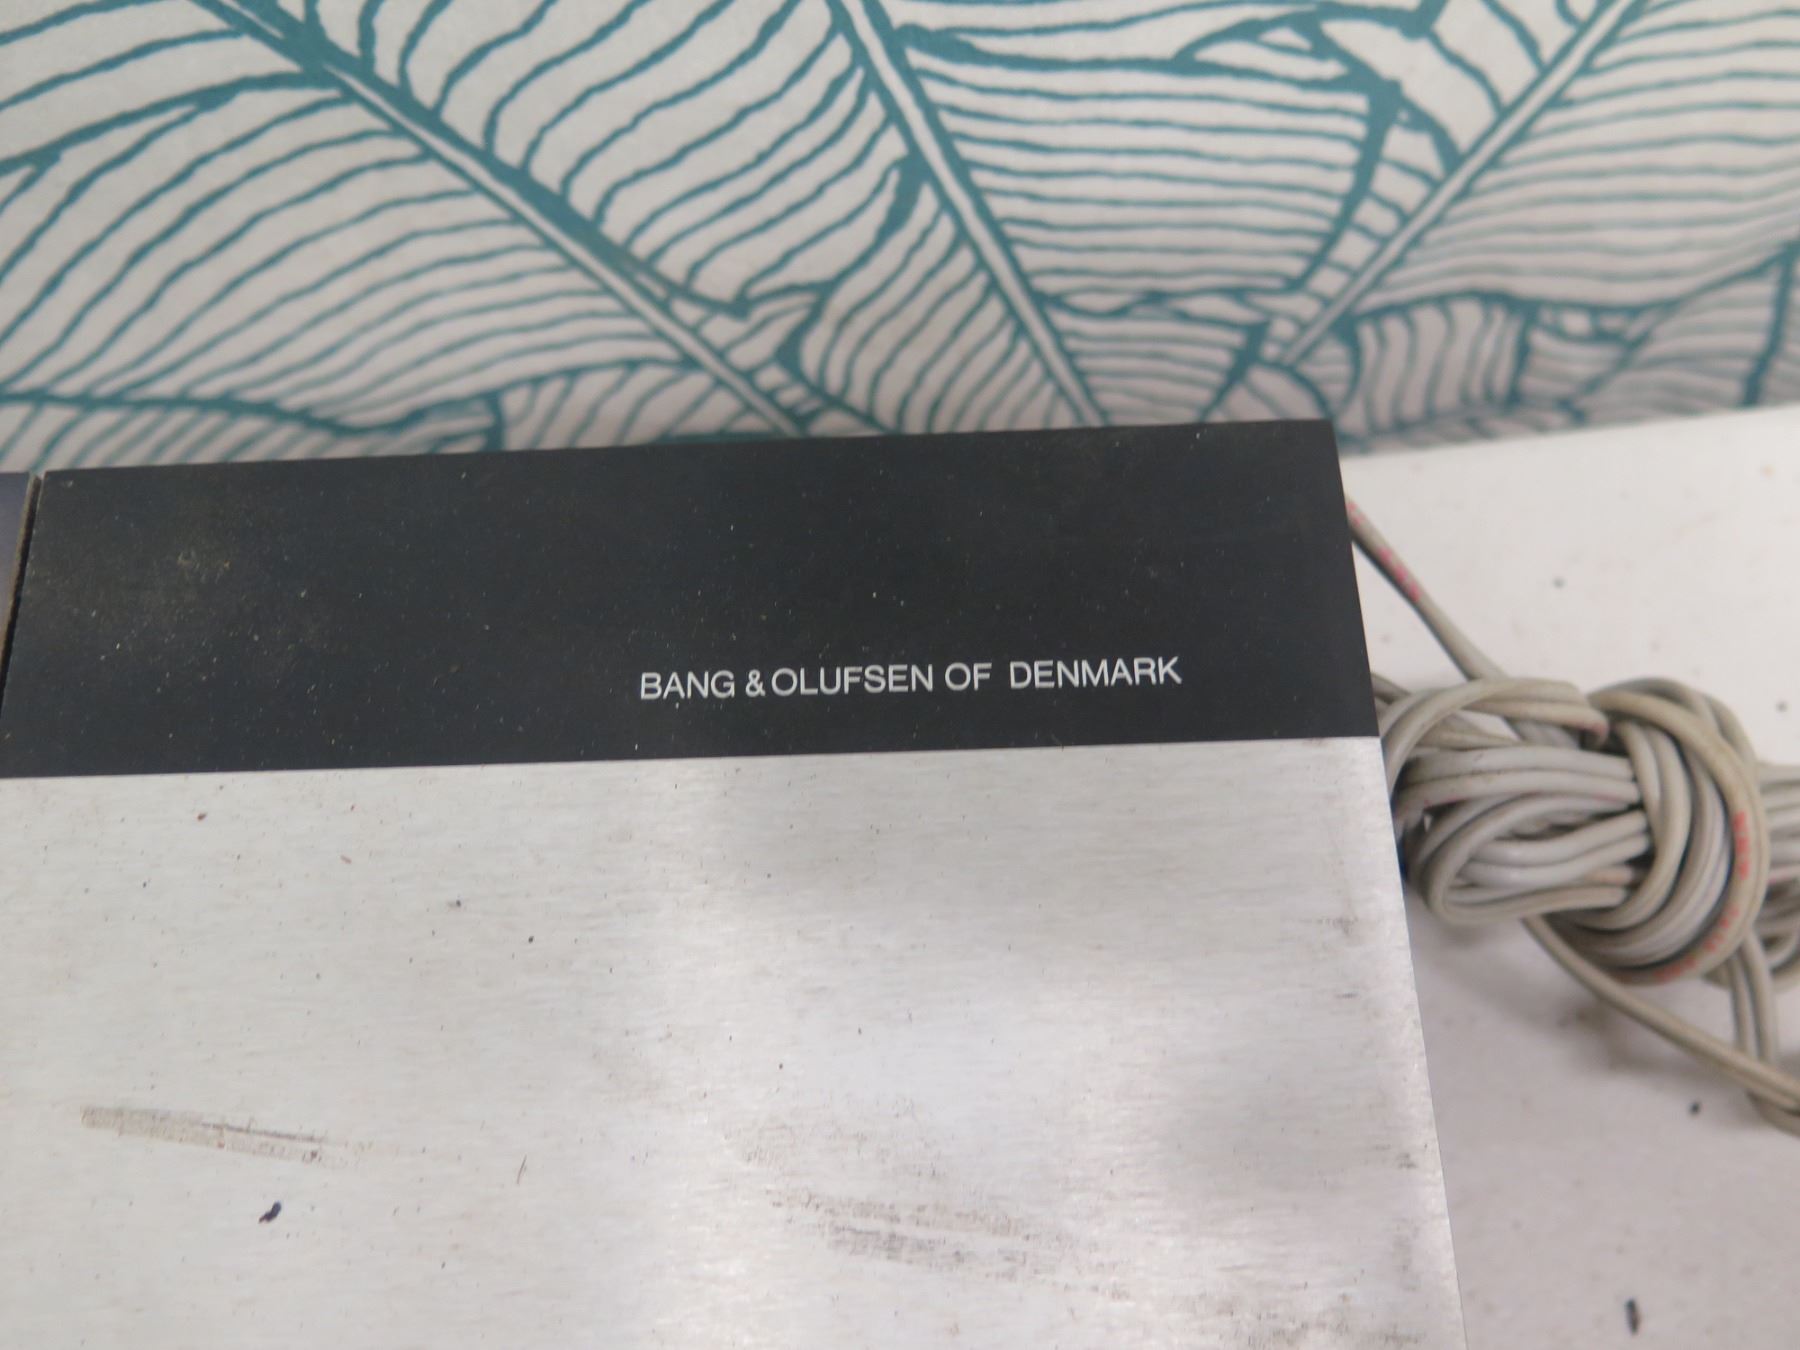 BANG & OLUFSEN OF DENMARK